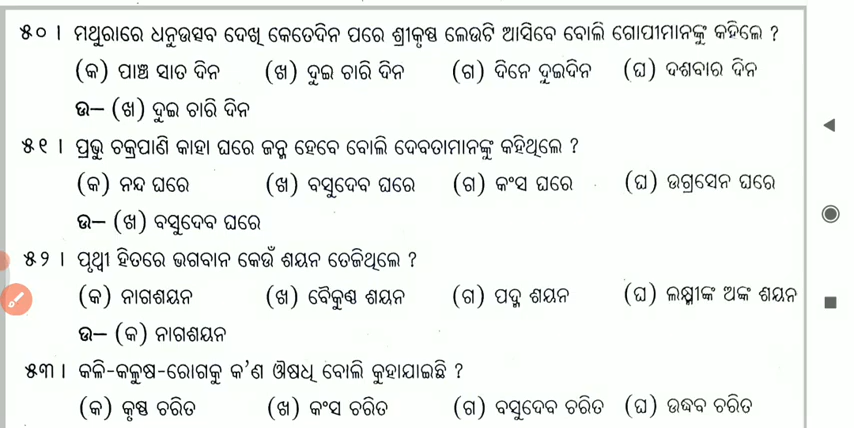 ୫୦ । ମଥୁରାରେ ଧନୁଉତ୍ସବ ଦେଖି କେତେଦିନ ପରେ ଶ୍ରୀକୃଷ୍ଣ ଲେଉଟି ଆସିବେ ବୋଲି ଗୋପୀମାନଙ୍କୁ କହିଲେ ?
(କ) ପାଞ୍ଚ ସାତ ଦିନ (ଖ) ଦୁଇ ଚାରି ଦିନ (ଗ) ଦିନେ ଦୁଇଦିନ (ଘ) ଦଶବାର ଦିନ
ଉ— (ଖ) ଦୁଇ ଚାରି ଦିନ
୫୧ । ପ୍ରଭୁ ଚକ୍ରପାଣି କାହା ଘରେ ଜନ୍ମ ହେବେ ବୋଲି ଦେବତାମାନଙ୍କୁ କହିଥିଲେ ?
(କ) ନନ୍ଦ ଘରେ (ଖ) ବସୁଦେବ ଘରେ (ଗ) କଂସ ଘରେ (ଘ) ଉଗ୍ରସେନ ଘରେ
ଉ— (ଖ) ବସୁଦେବ ଘରେ
୫୨ । ପୃଥ୍ୱୀ ହିତରେ ଭଗବାନ କେଉଁ ଶୟନ ତେଜିଥିଲେ ?
(କ) ନାଗଶୟନ (ଖ) ବୈକୁଣ୍ଠ ଶୟନ (ଗ) ପଦ୍ମ ଶୟନ (ଘ) ଲକ୍ଷ୍ମୀଙ୍କ ଅଙ୍କ ଶୟନ
ଉ— (କ) ନାଗଶୟନ
୫୩ । କଳି-କଳୁଷ-ରୋଗକୁ କ'ଣ ଔଷଧି ବୋଲି କୁହାଯାଇଛି ?
(କ) କୃଷ୍ଣ ଚରିତ (ଖ) କଂସ ଚରିତ (ଗ) ବସୁଦେବ ଚରିତ (ଘ) ଉଦ୍ଧବ ଚରିତ